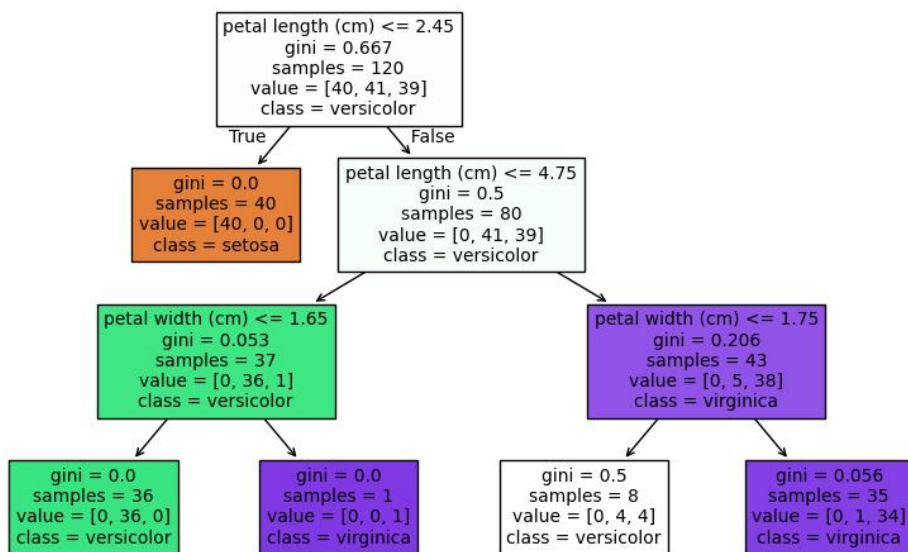 petal length (cm) <= 2.45
gini = 0.667
samples = 120
value = [40, 41, 39]
class = versicolor
True
False
gini = 0.0
samples = 40
value = [40, 0, 0]
class = setosa
petal length (cm) <= 4.75
gini = 0.5
samples = 80
value = [0, 41, 39]
class = versicolor
petal width (cm) <= 1.65
gini = 0.053
samples = 37
value = [0, 36, 1]
class = versicolor
petal width (cm) <= 1.75
gini = 0.206
samples = 43
value = [0, 5, 38]
class = virginica
gini = 0.0
samples = 36
value = [0, 36, 0]
class = versicolor
gini = 0.0
samples = 1
value = [0, 0, 1]
class = virginica
gini = 0.5
samples = 8
value = [0, 4, 4]
class = versicolor
gini = 0.056
samples = 35
value = [0, 1, 34]
class = virginica